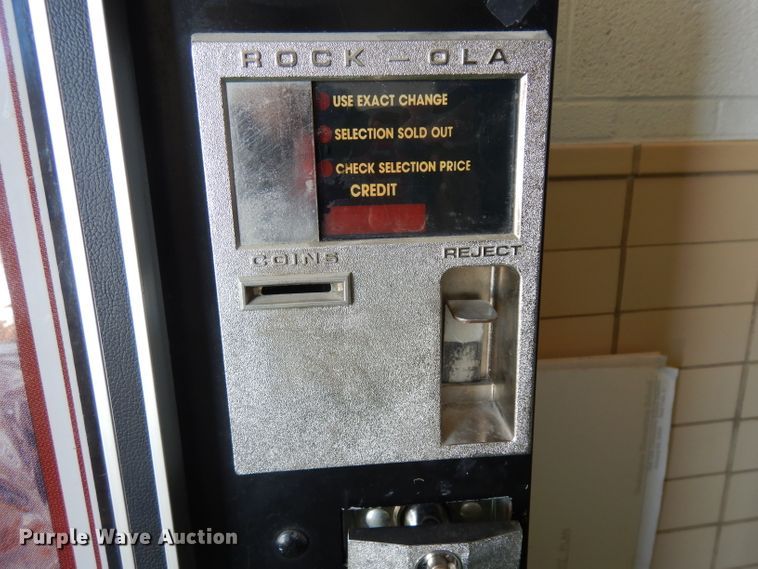 ROCK-OLA
USE EXACT CHANGE
SELECTION SOLD OUT
CHECK SELECTION PRICE
CREDIT
COINS
REJECT
Purple Wave Auction